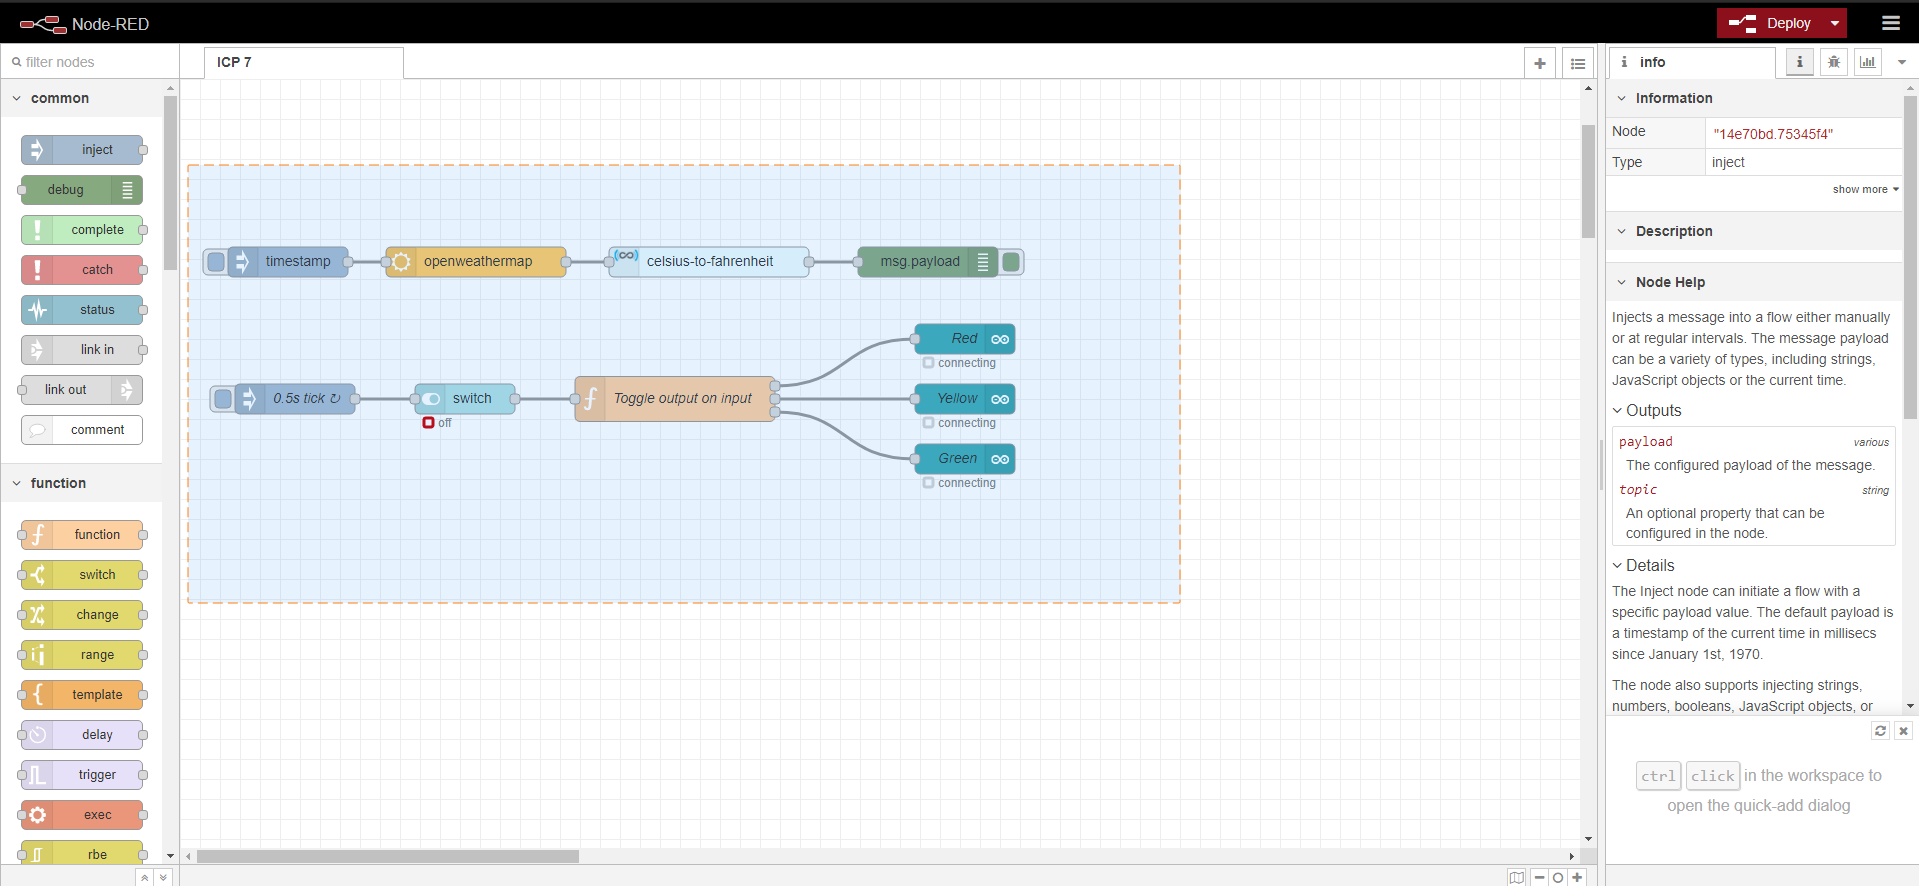 Node-RED
Deploy
filter nodes
ICP 7
info
common
inject
debug
complete
catch
status
link in
link out
comment
function
function
switch
change
range
template
delay
trigger
exec
rbe
timestamp
openweathermap
celsius-to-fahrenheit
msg.payload
0.5s tick ↻
switch
off
Toggle output on input
Red
connecting
Yellow
connecting
Green
connecting
Information
Node "14e70bd.75345f4"
Type inject
show more
Description
Node Help
Injects a message into a flow either manually
or at regular intervals. The message payload
can be a variety of types, including strings,
JavaScript objects or the current time.
Outputs
payload various
The configured payload of the message.
topic string
An optional property that can be
configured in the node.
Details
The Inject node can initiate a flow with a
specific payload value. The default payload is
a timestamp of the current time in millisecs
since January 1st, 1970.
The node also supports injecting strings,
numbers, booleans, JavaScript objects, or
ctrl click in the workspace to
open the quick-add dialog